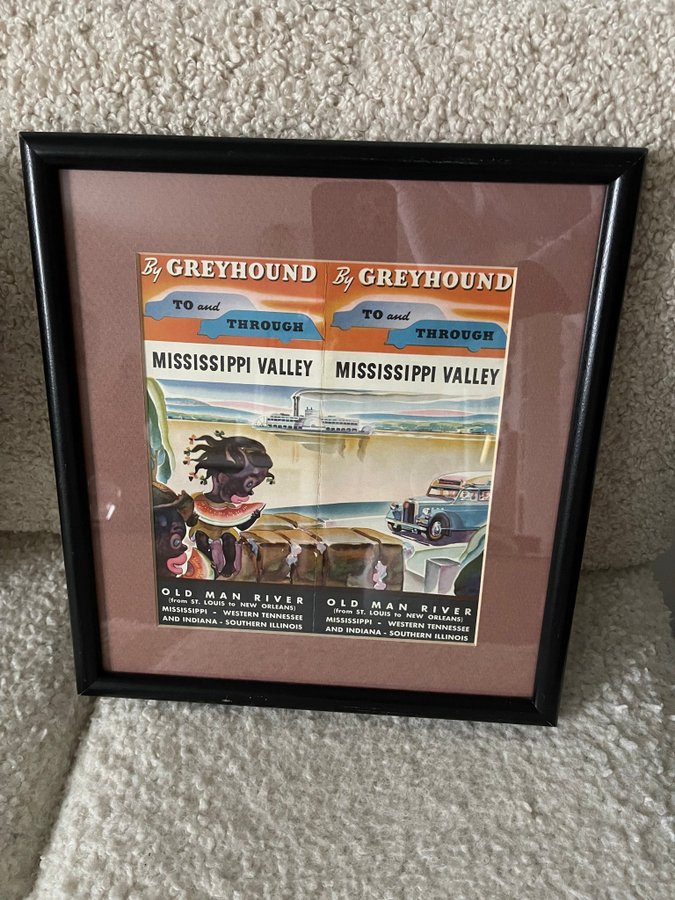 By GREYHOUND
TO and
THROUGH
MISSISSIPPI VALLEY
OLD MAN RIVER
(from ST. LOUIS to NEW ORLEANS)
MISSISSIPPI - WESTERN TENNESSEE
AND INDIANA - SOUTHERN ILLINOIS
By GREYHOUND
TO and
THROUGH
MISSISSIPPI VALLEY
OLD MAN RIVER
(from ST. LOUIS to NEW ORLEANS)
MISSISSIPPI - WESTERN TENNESSEE
AND INDIANA - SOUTHERN ILLINOIS